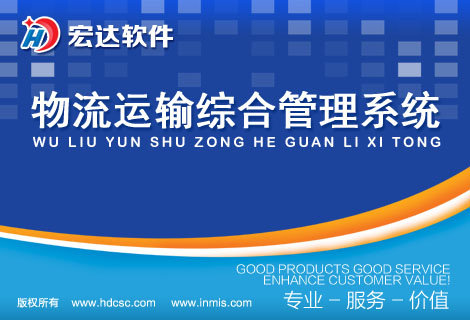 HD 宏达软件
物流运输综合管理系统
WU LIU YUN SHU ZONG HE GUAN LI XI TONG
GOOD PRODUCTS GOOD SERVICE
ENHANCE CUSTOMER VALUE!
版权所有 www.hdcsc.com www.inmis.com 专业－服务－价值